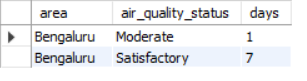 area air_quality_status days
Bengaluru Moderate 1
Bengaluru Satisfactory 7